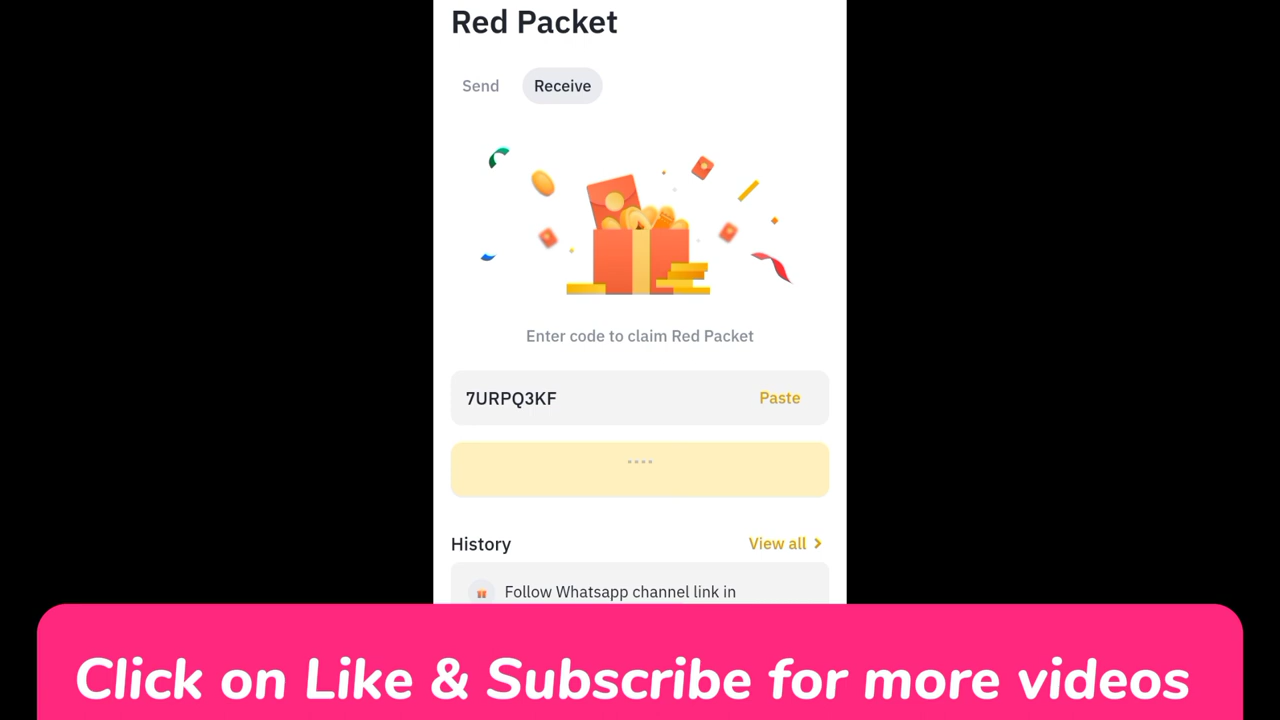 Red Packet
Send Receive
Enter code to claim Red Packet
7URPQ3KF Paste
History View all
Follow Whatsapp channel link in
Click on Like & Subscribe for more videos